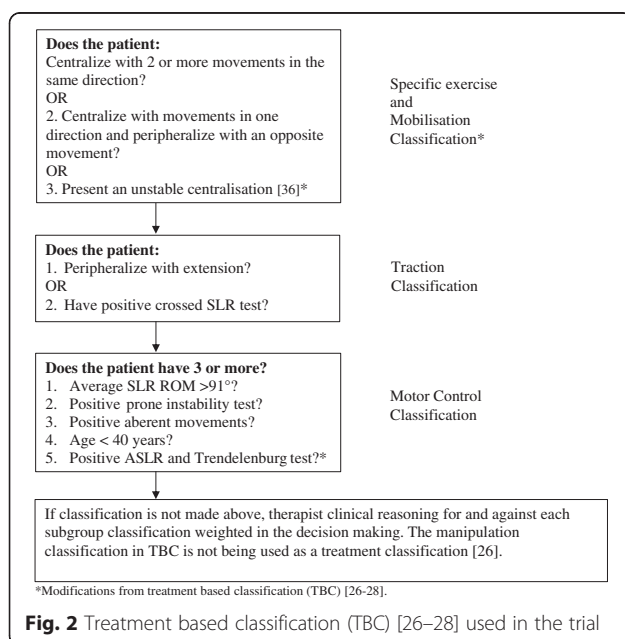 Does the patient:
Centralize with 2 or more movements in the
same direction?
OR
2. Centralize with movements in one
direction and peripheralize with an opposite
movement?
OR
3. Present an unstable centralisation [36]*
Specific exercise
and
Mobilisation
Classification*
Does the patient:
1. Peripheralize with extension?
OR
2. Have positive crossed SLR test?
Traction
Classification
Does the patient have 3 or more?
1. Average SLR ROM >91°?
2. Positive prone instability test?
3. Positive aberent movements?
4. Age < 40 years?
5. Positive ASLR and Trendelenburg test?*
Motor Control
Classification
If classification is not made above, therapist clinical reasoning for and against each
subgroup classification weighted in the decision making. The manipulation
classification in TBC is not being used as a treatment classification [26].
*Modifications from treatment based classification (TBC) [26-28].
Fig. 2 Treatment based classification (TBC) [26–28] used in the trial